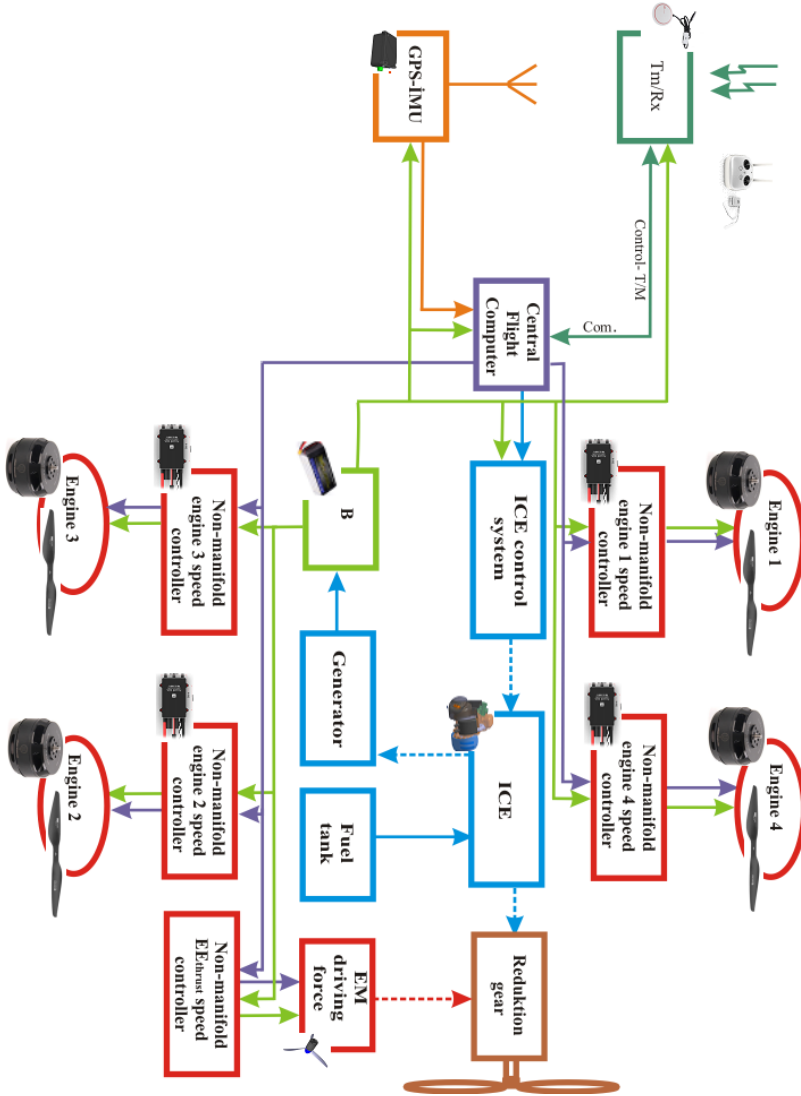 Engine 1
Engine 4
Tm/Rx
Non-manifold
engine 1 speed
controller
Non-manifold
engine 4 speed
controller
Control- T/M
Com.
Central
Flight
Computer
ICE control
system
ICE
Reduktion
gear
GPS-İMU
B
Generator
Fuel
tank
EM
driving
force
Non-manifold
engine 3 speed
controller
Non-manifold
engine 2 speed
controller
Non-manifold
EEthrust speed
controller
Engine 3
Engine 2